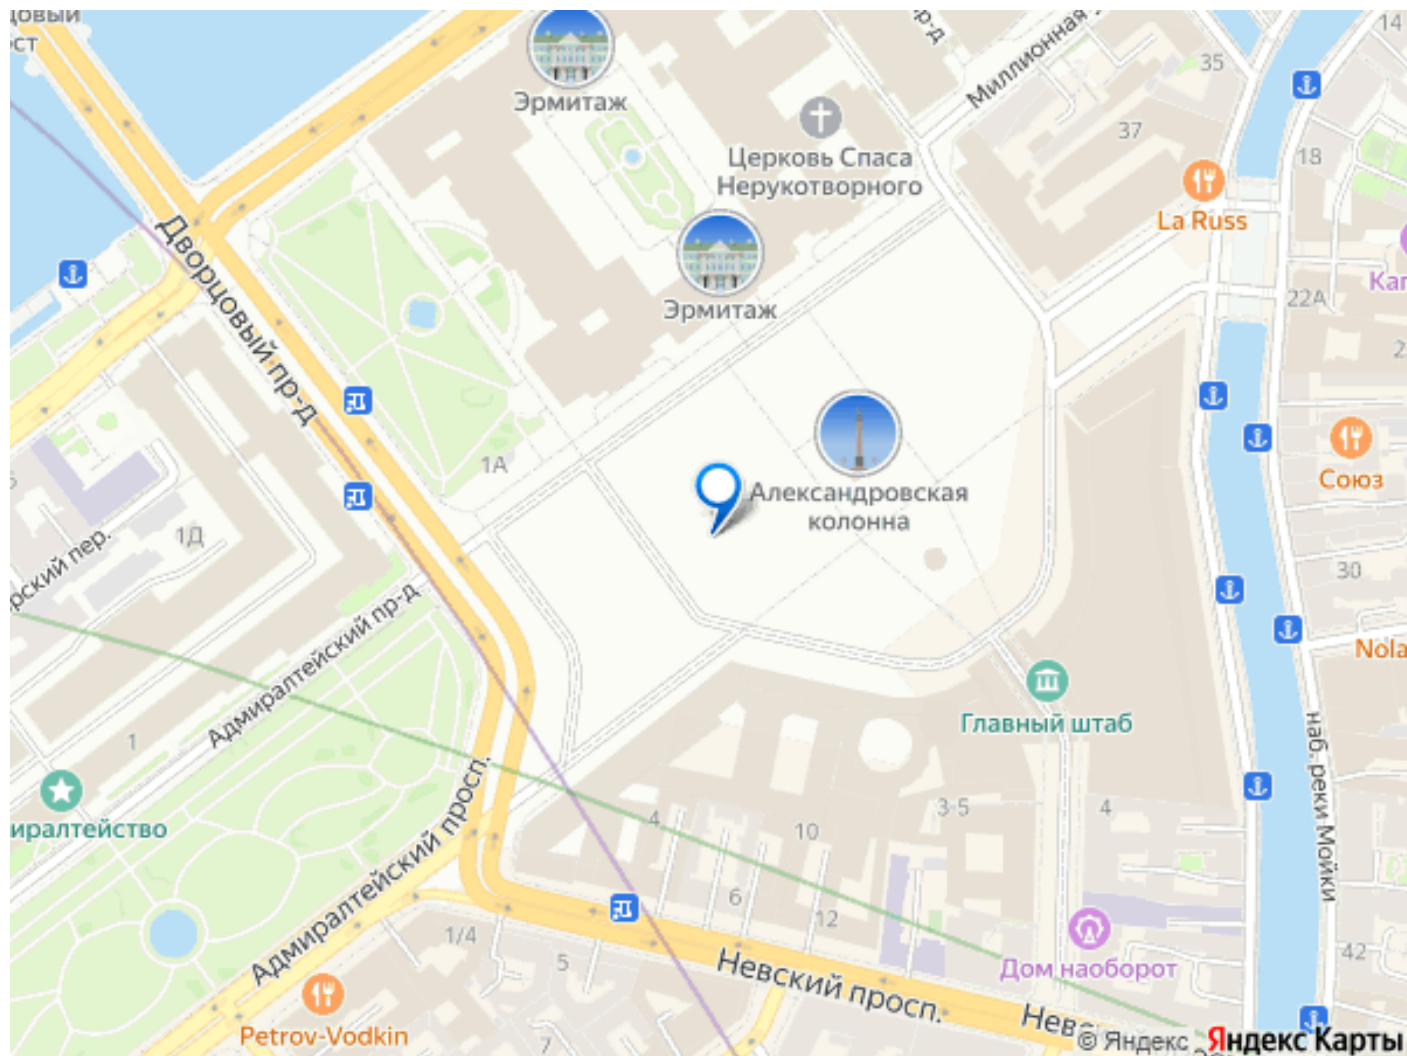 Эрмитаж
Церковь Спаса
Нерукотворного
Миллионная
пр-д
35
37
14
18
La Russ
22А
Эрмитаж
Дворцовый пр-д
1А
Александровская
колонна
Союз
1Д
30
Nola
Адмиралтейский пр-д
1
Главный штаб
наб. реки Мойки
3-5
4
4
10
6
12
Адмиралтейский просп.
1/4
5
7
Petrov-Vodkin
Невский просп.
Дом наоборот
42
© Яндекс
Яндекс Карты